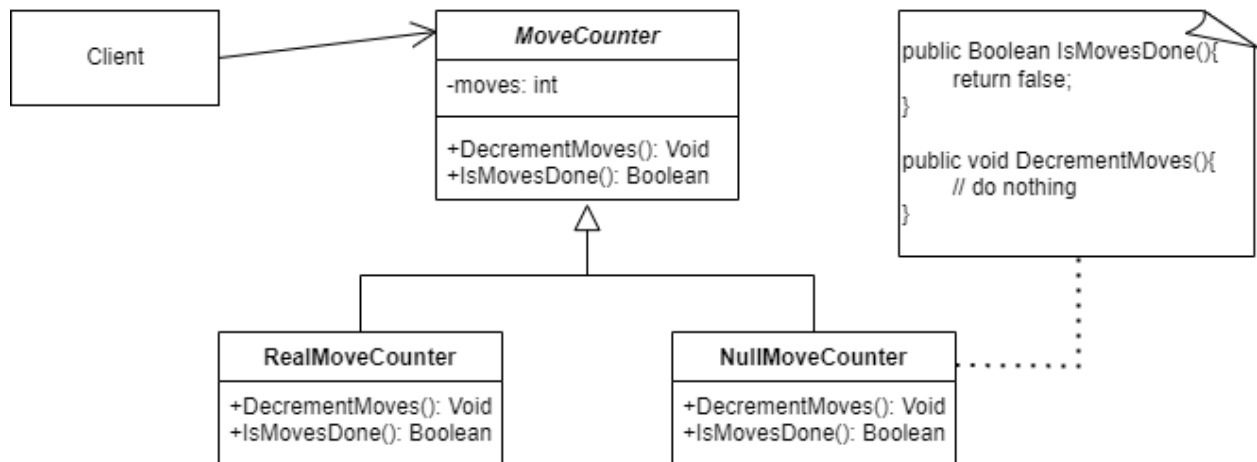 Client
MoveCounter
-moves: int
+DecrementMoves(): Void
+IsMovesDone(): Boolean
public Boolean IsMovesDone(){
return false;
}
public void DecrementMoves(){
// do nothing
}
RealMoveCounter
+DecrementMoves(): Void
+IsMovesDone(): Boolean
NullMoveCounter
+DecrementMoves(): Void
+IsMovesDone(): Boolean